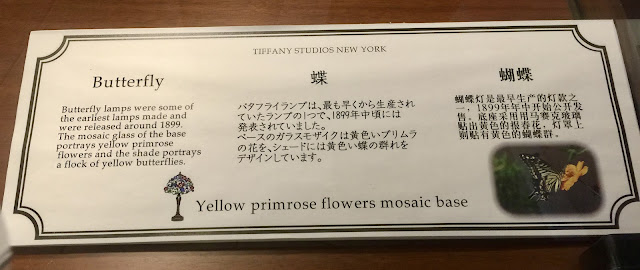 TIFFANY STUDIOS NEW YORK
Butterfly
Butterfly lamps were some of
the earliest lamps made and
were released around 1899.
The mosaic glass of the base
portrays yellow primrose
flowers and the shade portrays
a flock of yellow butterflies.
蝶
バタフライランプは、最も早くから生産され
ていたランプの1つで、1899年中頃には
発表されていました。
ベースのガラスモザイクは黄色いプリムラ
の花を、シェードには黄色い蝶の群れを
デザインしています。
蝴蝶
蝴蝶灯是最早生产的灯款之
一，1899年年中开始公开发
售。底座采用用马赛克玻璃
贴出黄色的报春花，灯罩上
则贴有黄色的蝴蝶群。
Yellow primrose flowers mosaic base